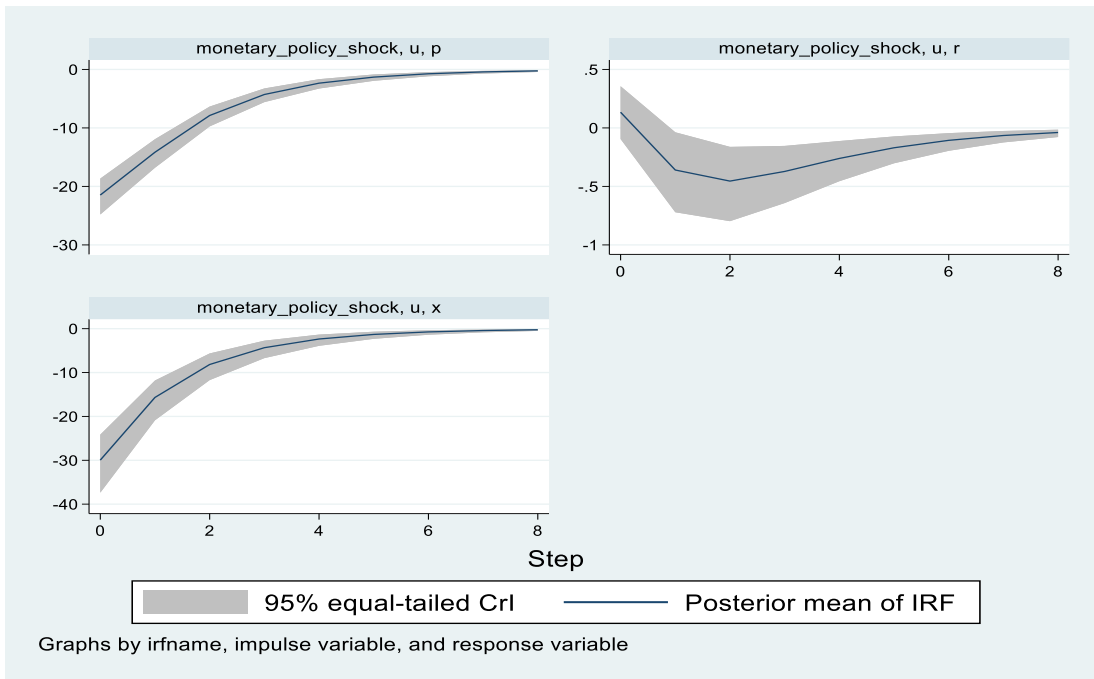 monetary_policy_shock, u, p
0
-10
-20
-30
monetary_policy_shock, u, r
.5
0
-.5
-1
0 2 4 6 8
monetary_policy_shock, u, x
0
-10
-20
-30
-40
0 2 4 6 8
Step
95% equal-tailed CrI Posterior mean of IRF
Graphs by irfname, impulse variable, and response variable